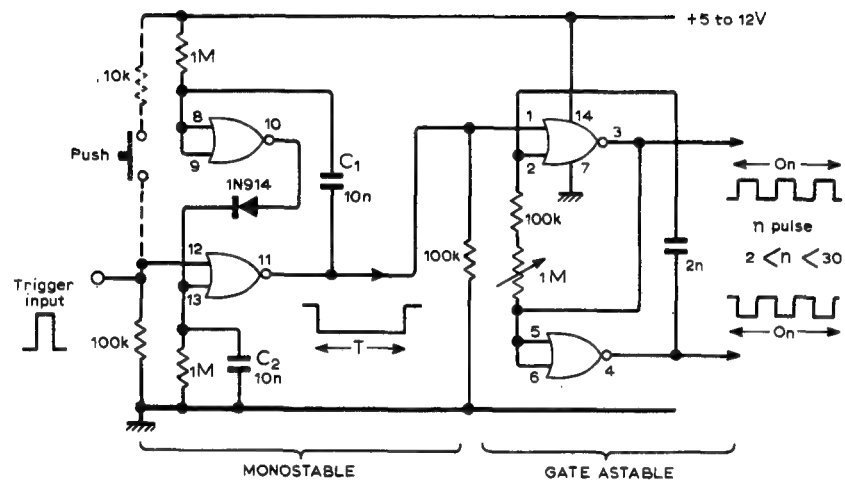 +5 to 12V
1M
.10k
8
10
9
Push
C1
10n
1N914
1
14
3
2
7
On
100k
n pulse
2 < n < 30
12
11
13
100k
2n
Trigger input
1M
T
On
100k
1M
C2
10n
5
4
6
MONOSTABLE
GATE ASTABLE